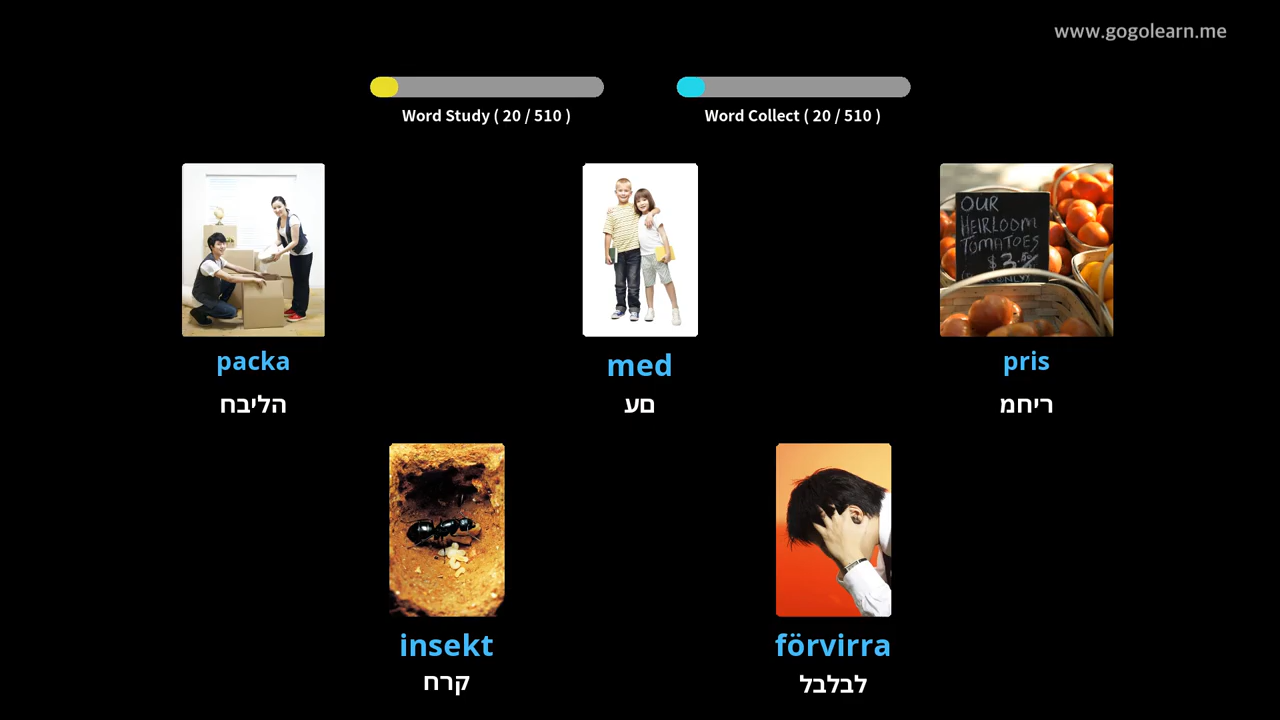 www.gogolearn.me
Word Study ( 20 / 510 )
Word Collect ( 20 / 510 )
OUR
HEIRLOOM
TOMATOES
packa
הליבח
med
םע
pris
ריחמ
insekt
קרח
förvirra
לבלבל